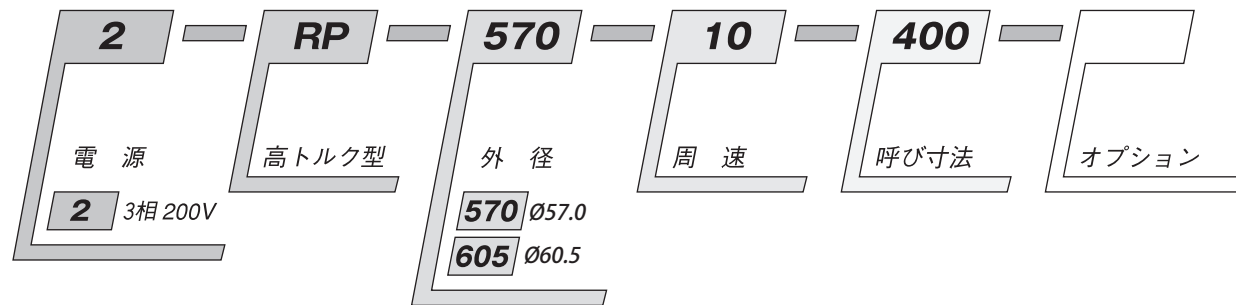 2 RP 570 10 400
電源 高トルク型 外径 周速 呼び寸法 オプション
2 3相 200V
570 Ø57.0
605 Ø60.5